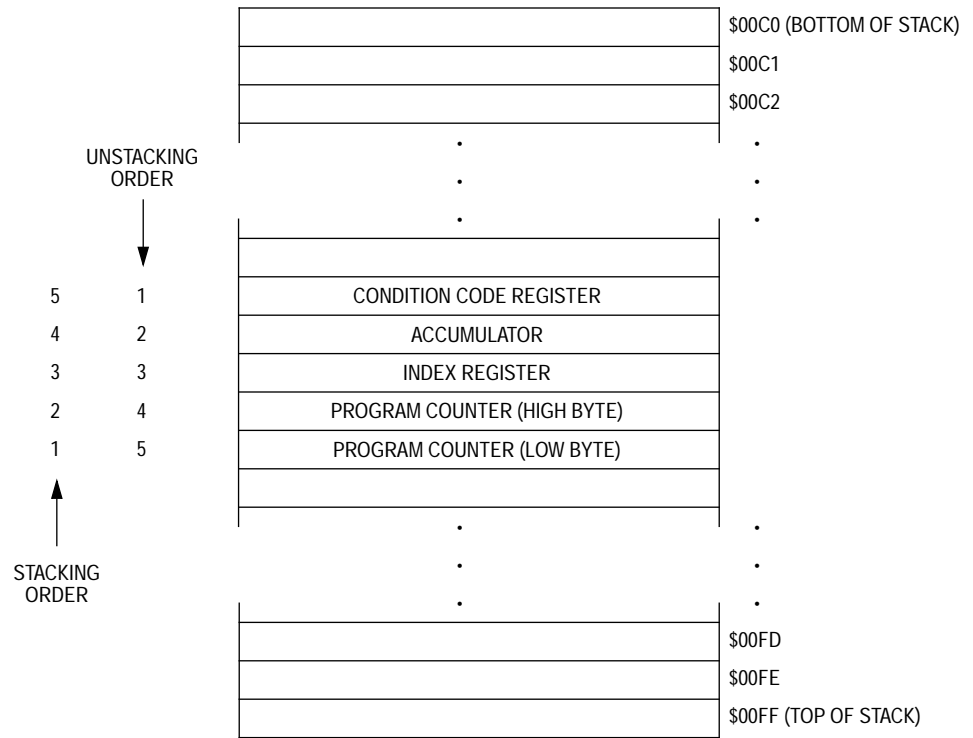 $00C0 (BOTTOM OF STACK)
$00C1
$00C2
UNSTACKING
ORDER
5 1 CONDITION CODE REGISTER
4 2 ACCUMULATOR
3 3 INDEX REGISTER
2 4 PROGRAM COUNTER (HIGH BYTE)
1 5 PROGRAM COUNTER (LOW BYTE)
STACKING
ORDER
$00FD
$00FE
$00FF (TOP OF STACK)